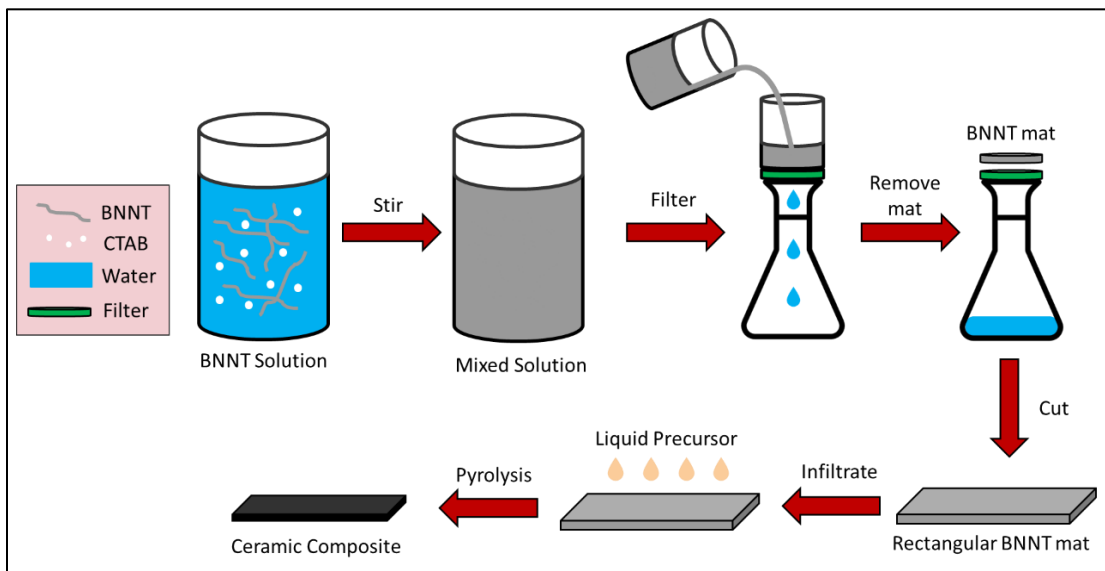 BNNT
CTAB
Water
Filter
BNNT Solution
Stir
Mixed Solution
Filter
Remove
mat
BNNT mat
Cut
Rectangular BNNT mat
Infiltrate
Liquid Precursor
Pyrolysis
Ceramic Composite